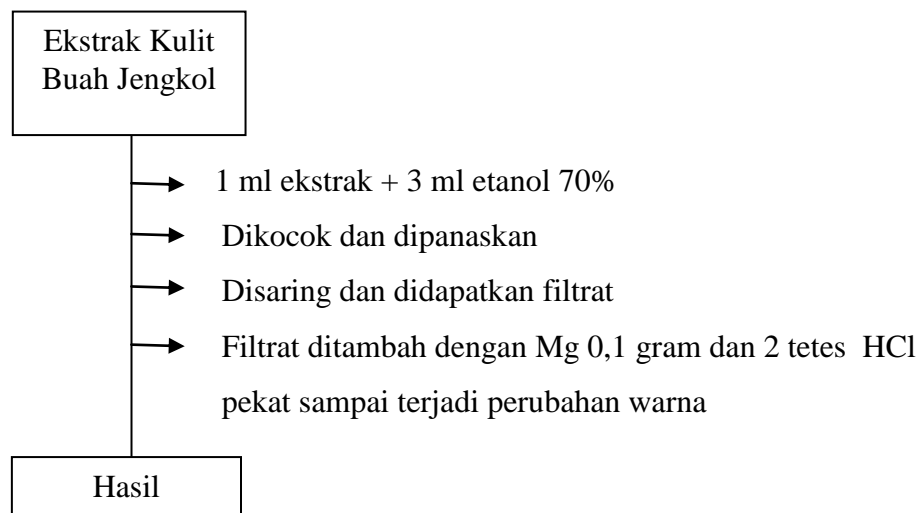 Ekstrak Kulit
Buah Jengkol
1 ml ekstrak + 3 ml etanol 70%
Dikocok dan dipanaskan
Disaring dan didapatkan filtrat
Filtrat ditambah dengan Mg 0,1 gram dan 2 tetes HCl
pekat sampai terjadi perubahan warna
Hasil